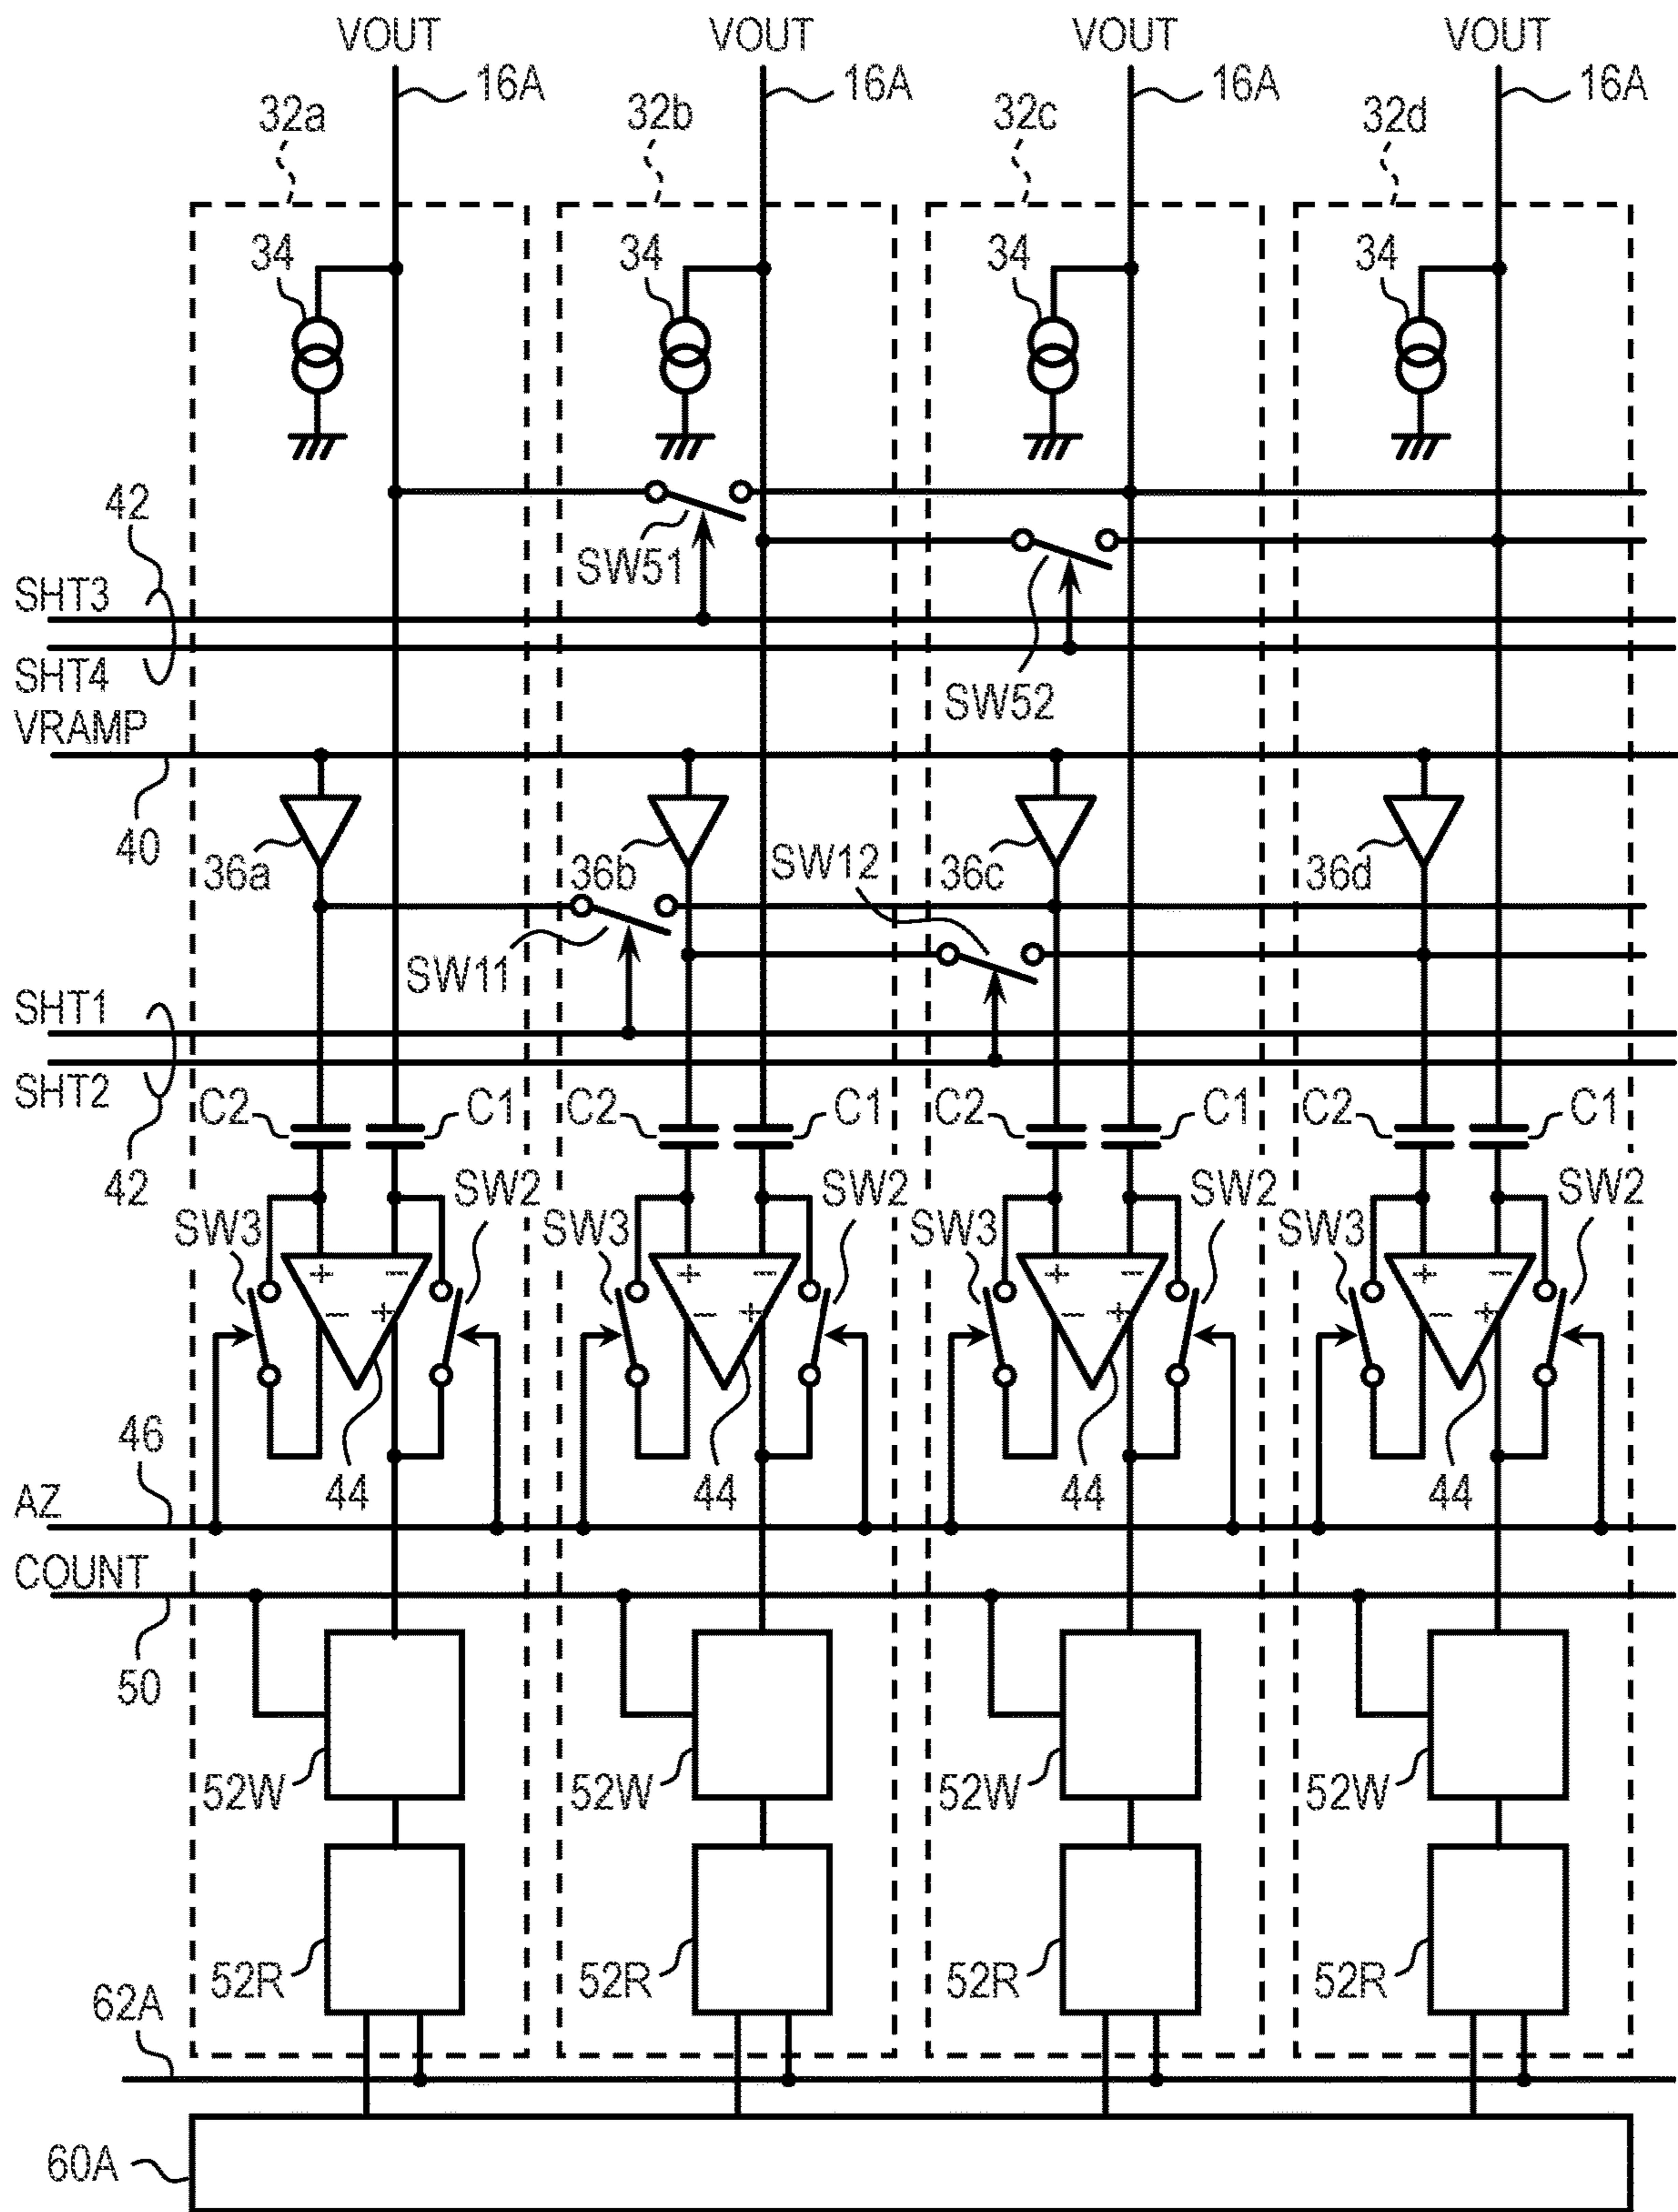 VOUT VOUT VOUT VOUT
16A 16A 16A 16A
32a 32b 32c 32d
34 34 34 34
42
SW51
SHT3
SHT4
SW52
VRAMP
40
36a 36b SW12 36c 36d
SW11
SHT1
SHT2
C2 C1 C2 C1 C2 C1 C2 C1
42
SW3 SW2 SW3 SW2 SW3 SW2 SW3 SW2
+ − + − + − + −
− + − + − + − +
46
44 44 44 44
AZ
COUNT
50
52W 52W 52W 52W
52R 52R 52R 52R
62A
60A